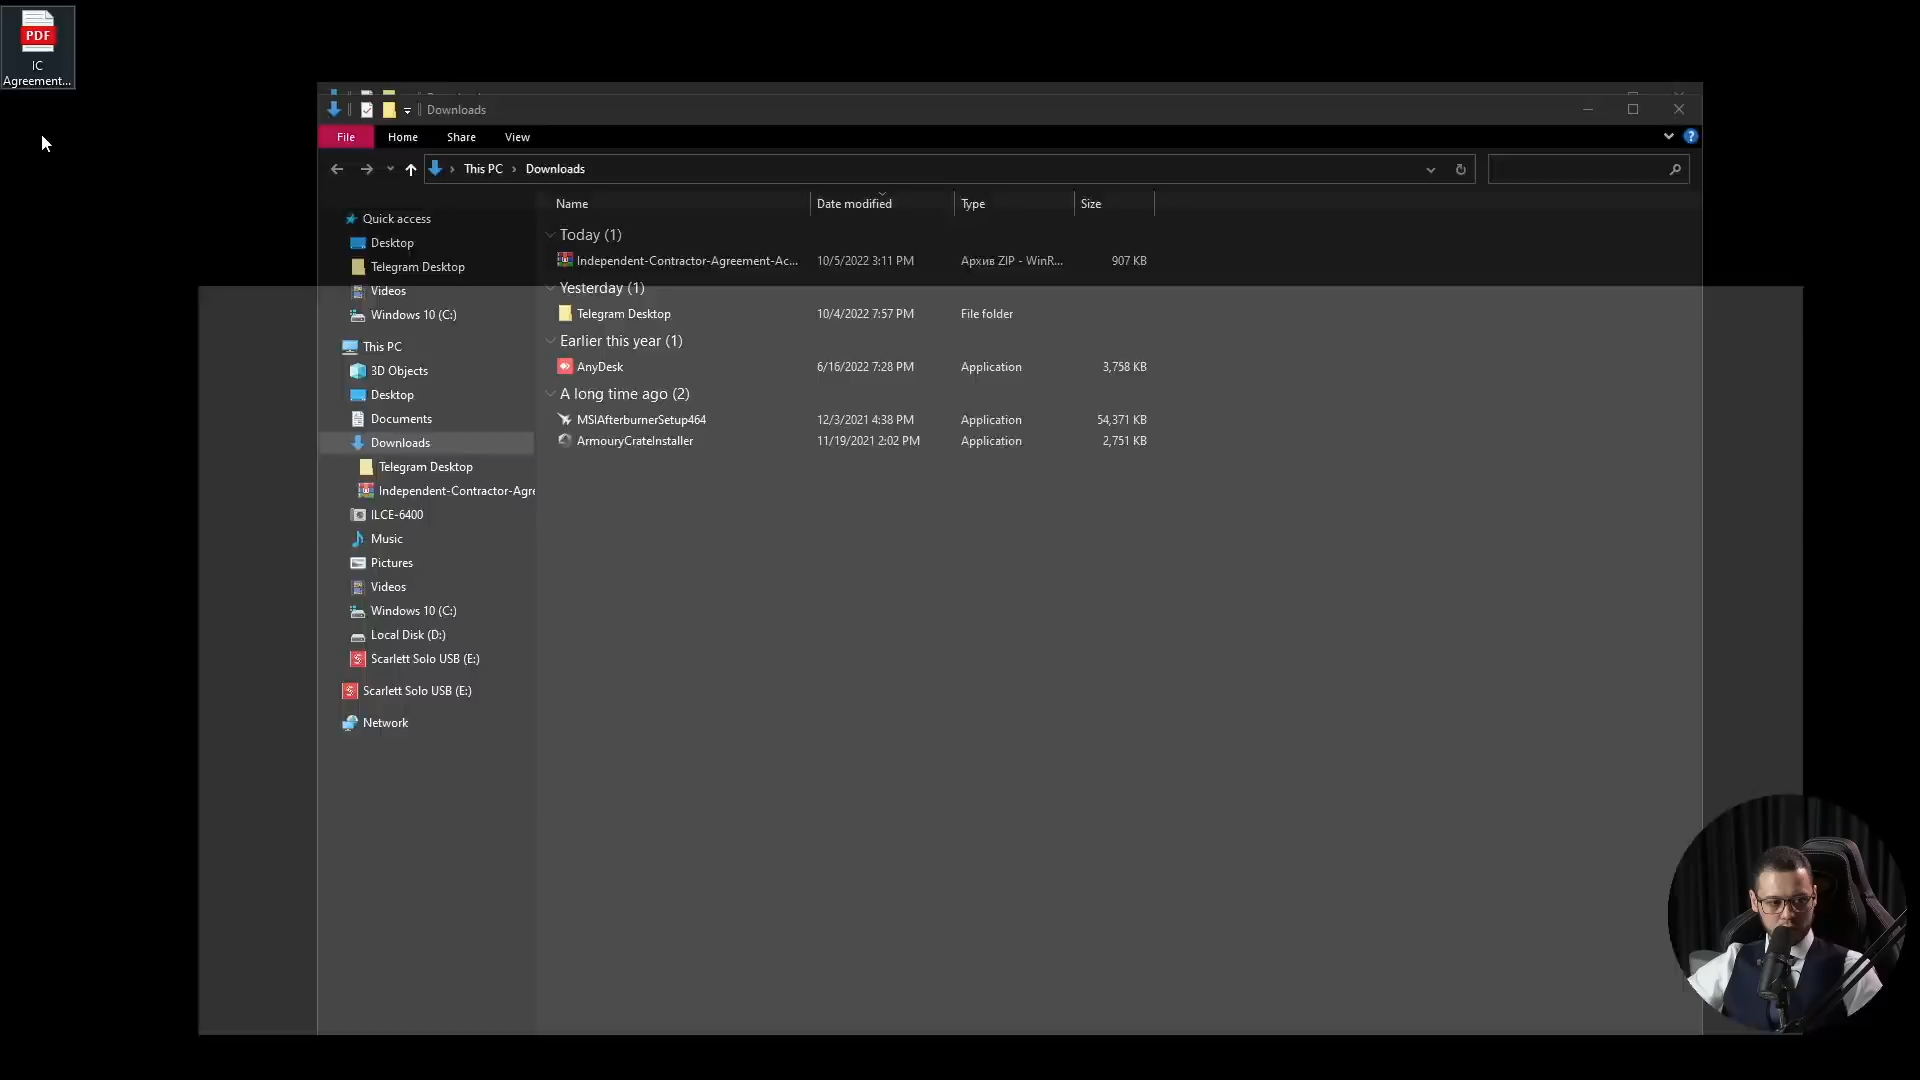 PDF
IC
Agreement...
Downloads
File
Home
Share
View
?
This PC
Downloads
Name
Date modified
Type
Size
Quick access
Desktop
Telegram Desktop
Videos
Windows 10 (C:)
This PC
3D Objects
Desktop
Documents
Downloads
Telegram Desktop
Independent-Contractor-Agre
ILCE-6400
Music
Pictures
Videos
Windows 10 (C:)
Local Disk (D:)
Scarlett Solo USB (E:)
Scarlett Solo USB (E:)
Network
Today (1)
Independent-Contractor-Agreement-Ac... 10/5/2022 3:11 PM Архив ZIP - WinR... 907 KB
Yesterday (1)
Telegram Desktop 10/4/2022 7:57 PM File folder
Earlier this year (1)
AnyDesk 6/16/2022 7:28 PM Application 3,758 KB
A long time ago (2)
MSIAfterburnerSetup464 12/3/2021 4:38 PM Application 54,371 KB
ArmouryCrateInstaller 11/19/2021 2:02 PM Application 2,751 KB